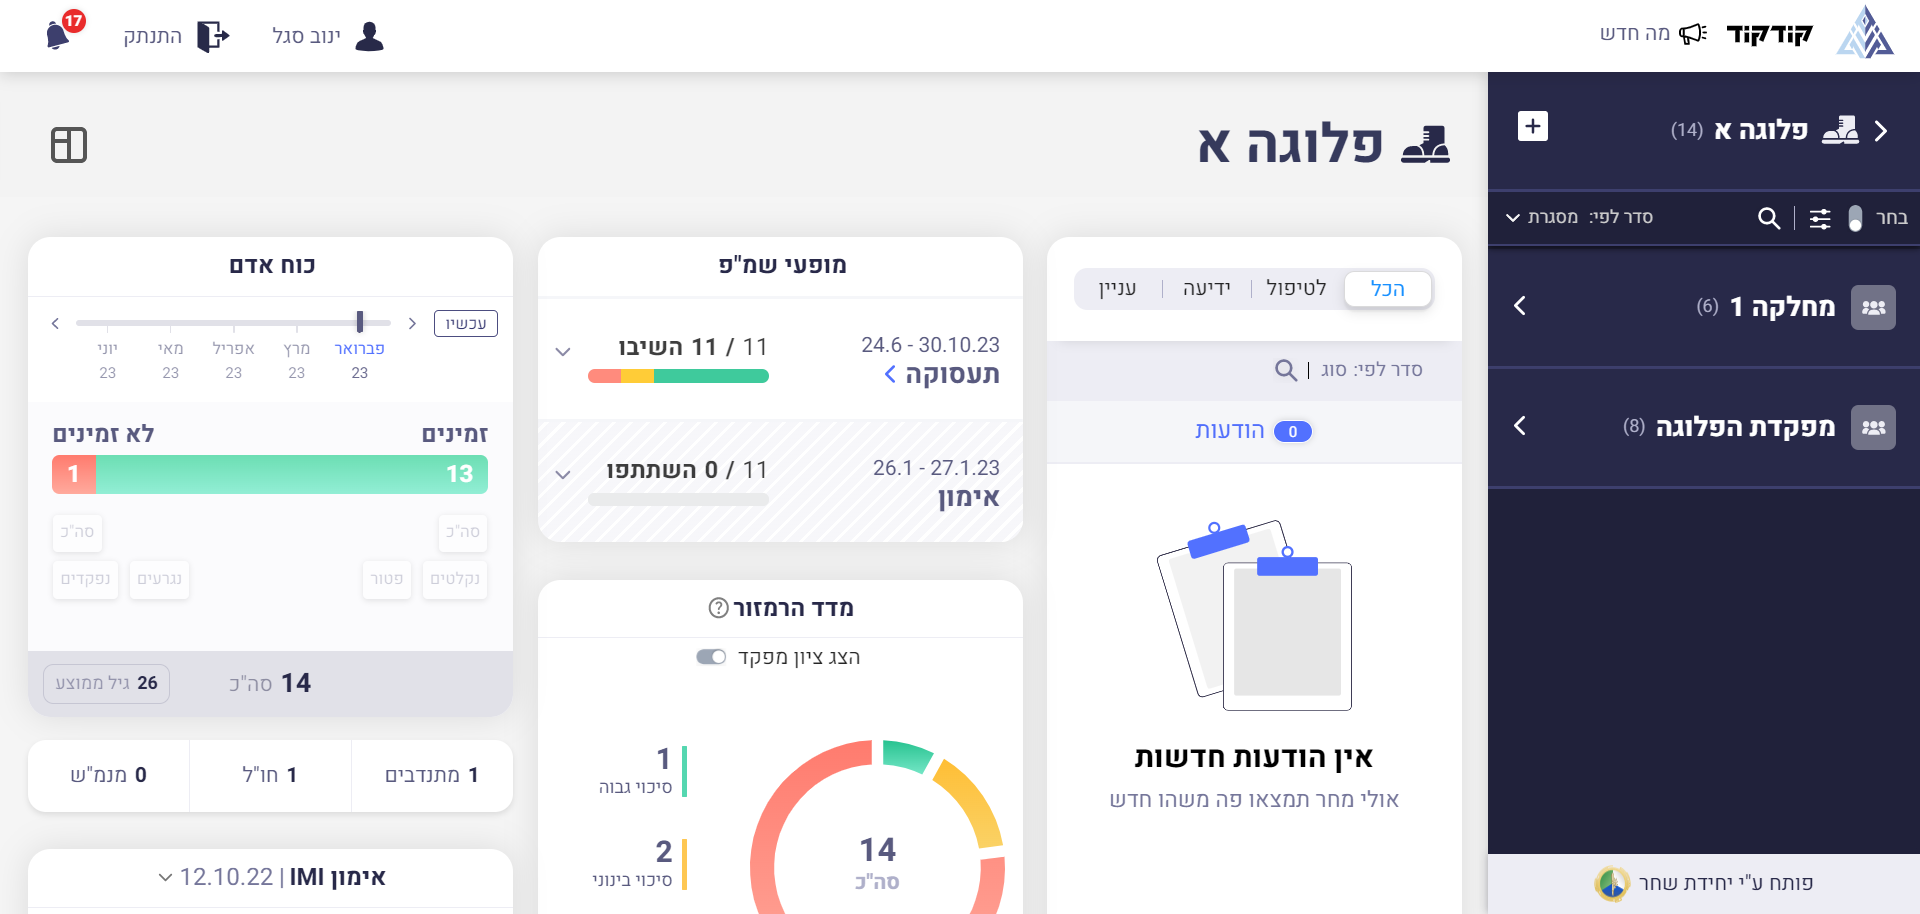 קודקוד
מה חדש
ינוב סגל
התנתק
17
פלוגה א (14)
בחר
סדר לפי: מסגרת
מחלקה 1 (6)
מפקדת הפלוגה (8)
פותח ע"י יחידת שחר
פלוגה א
הכל
לטיפול
ידיעה
עניין
סדר לפי: סוג
0 הודעות
אין הודעות חדשות
אולי מחר תמצאו פה משהו חדש
מופעי שמ"פ
24.6 - 30.10.23
תעסוקה
11 / 11 השיבו
26.1 - 27.1.23
אימון
11 / 0 השתתפו
מדד הרמזור
הצג ציון מפקד
14
סה"כ
1
סיכוי גבוה
2
סיכוי בינוני
כוח אדם
עכשיו
פברואר
23
מרץ
23
אפריל
23
מאי
23
יוני
23
זמינים
לא זמינים
13
1
סה"כ
סה"כ
נקלטים
פטור
נגרעים
נפקדים
14 סה"כ
26 גיל ממוצע
1 מתנדבים
1 חו"ל
0 מנמ"ש
אימון IMI | 12.10.22